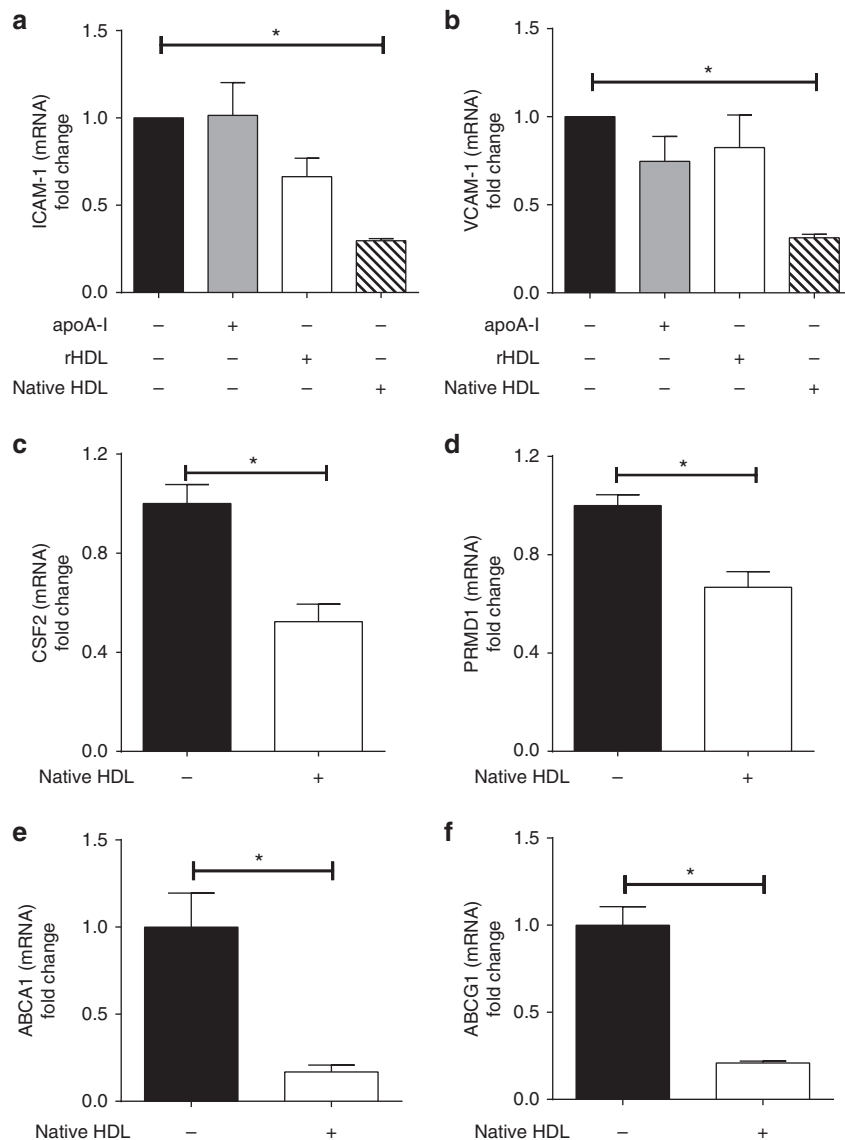 a
*
1.5
1.0
0.5
0.0
ICAM-1 (mRNA)
fold change
apoA-I – + – –
rHDL – – + –
Native HDL – – – +
b
*
1.5
1.0
0.5
0.0
VCAM-1 (mRNA)
fold change
apoA-I – + – –
rHDL – – + –
Native HDL – – – +
c
*
1.2
0.8
0.4
0.0
CSF2 (mRNA)
fold change
Native HDL – +
d
*
1.2
0.8
0.4
0.0
PRMD1 (mRNA)
fold change
Native HDL – +
e
*
1.5
1.0
0.5
0.0
ABCA1 (mRNA)
fold change
Native HDL – +
f
*
1.5
1.0
0.5
0.0
ABCG1 (mRNA)
fold change
Native HDL – +